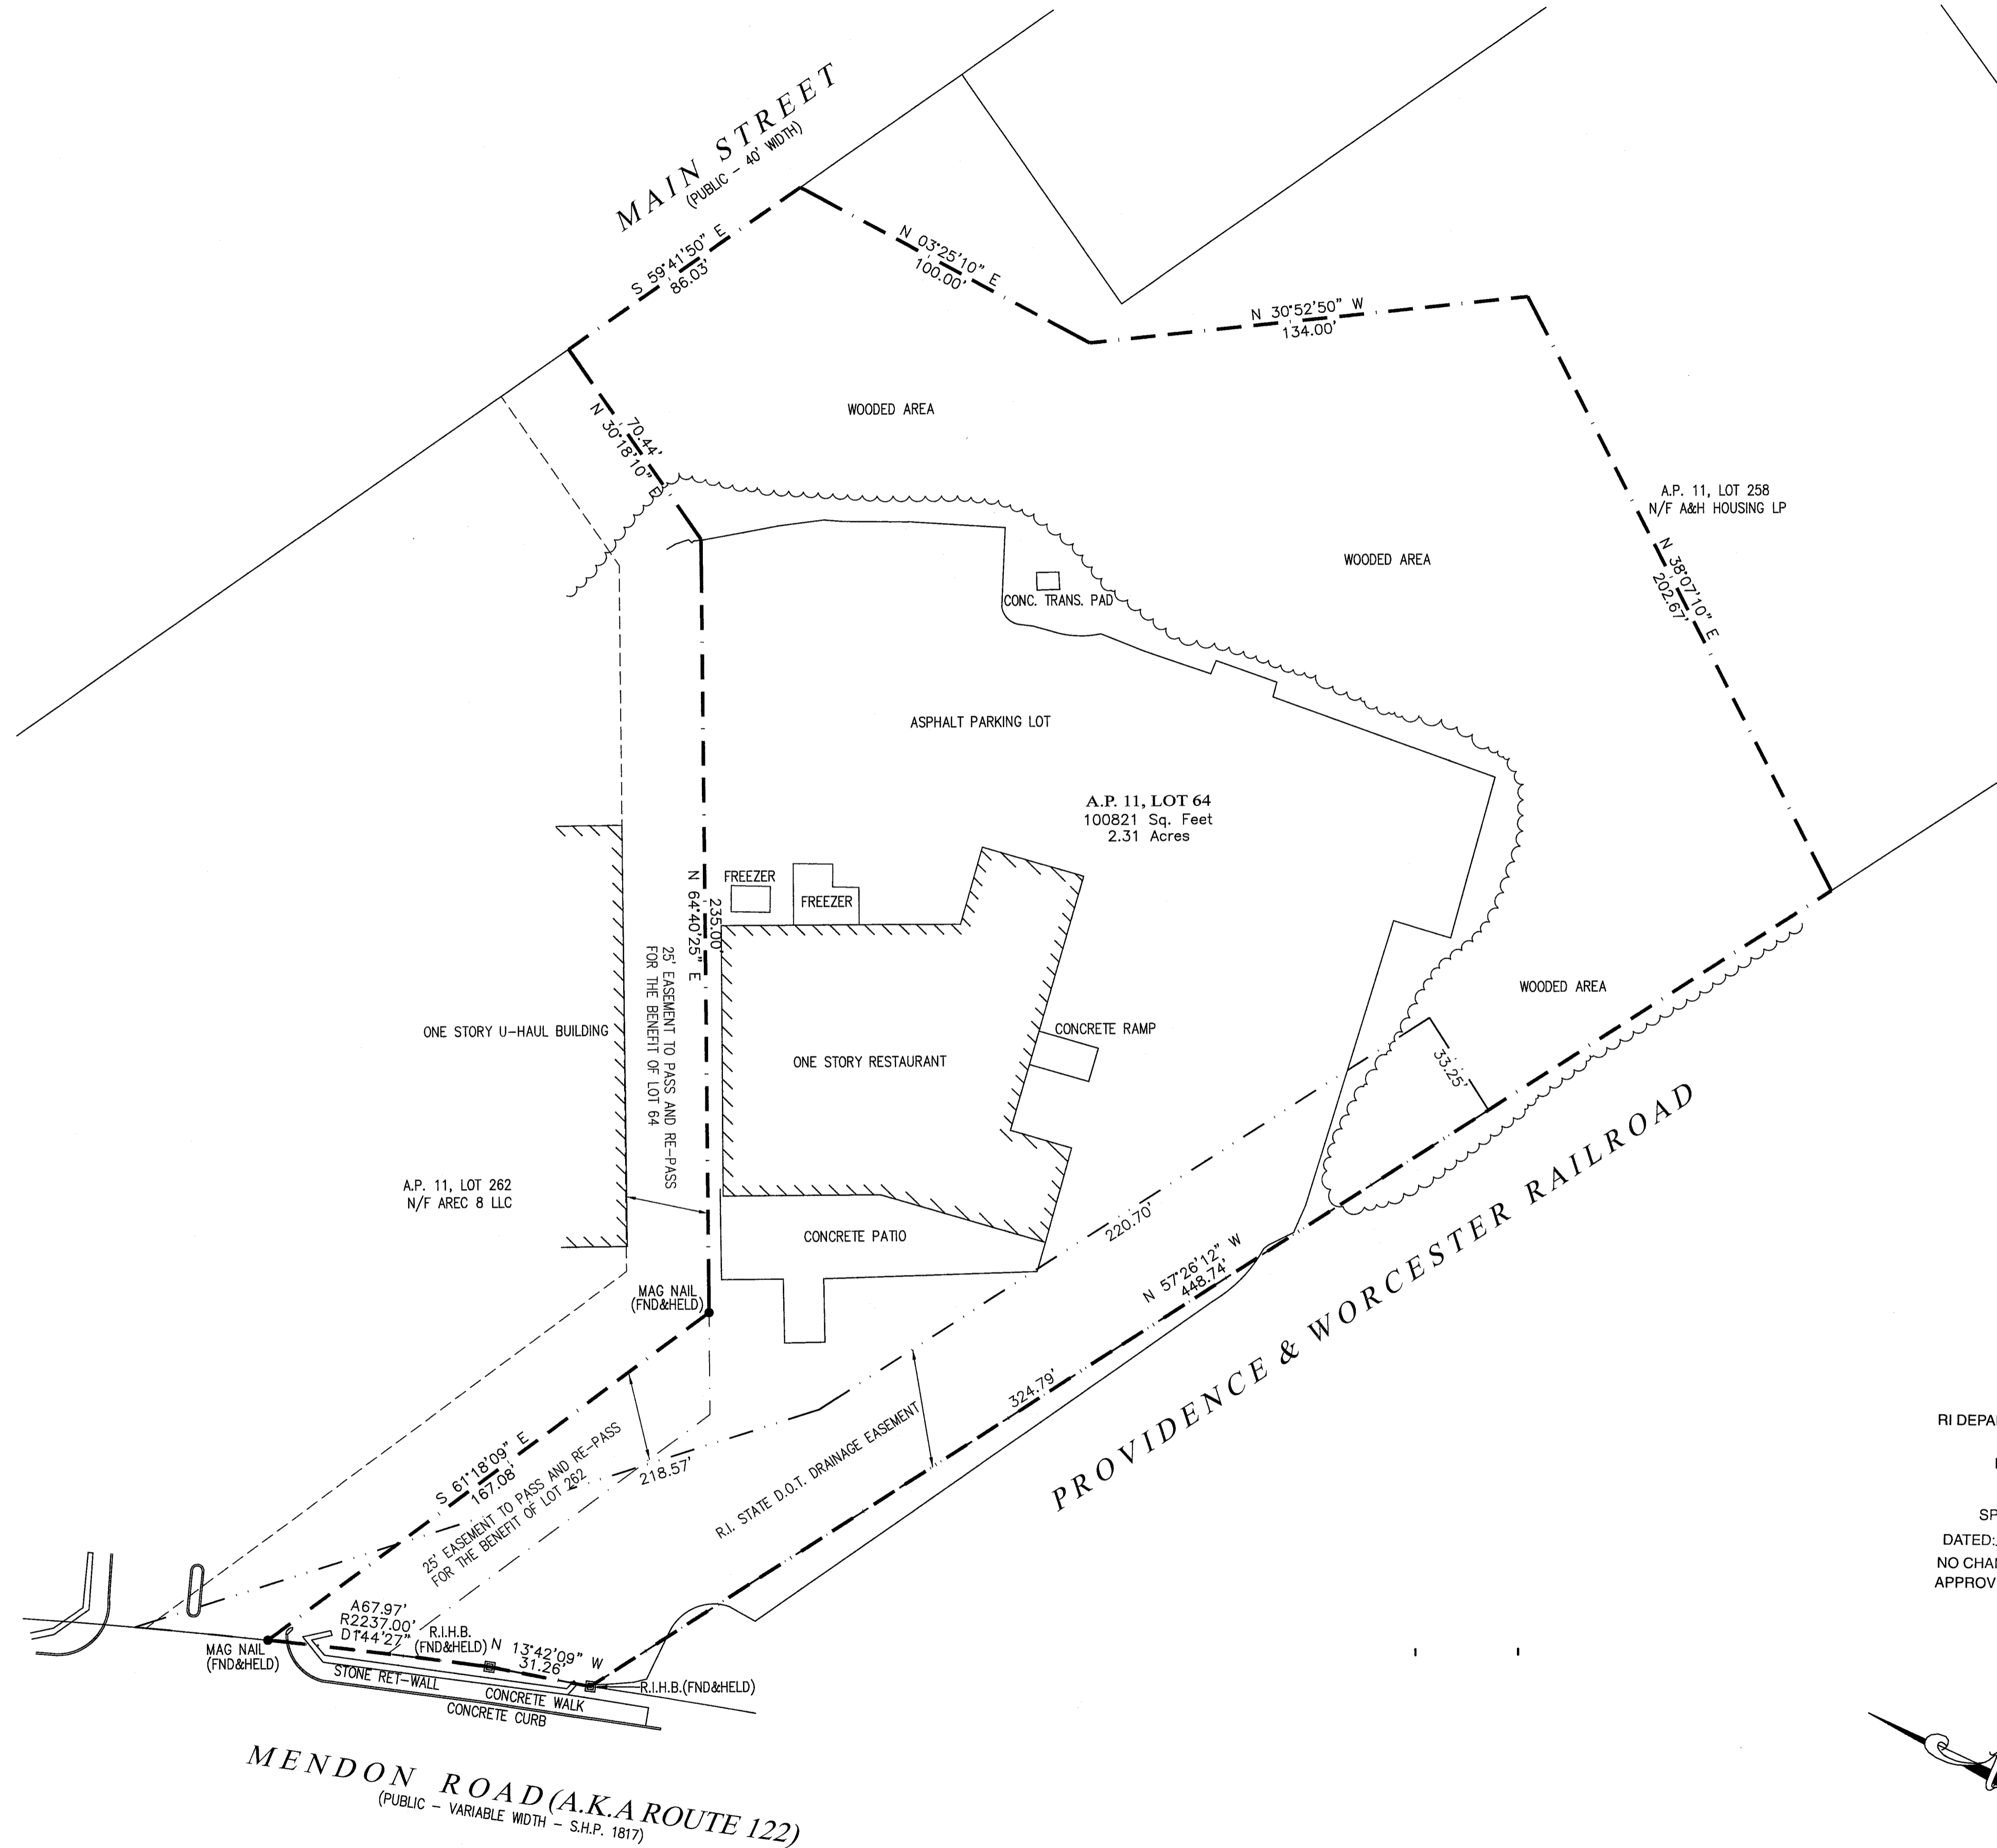 MAIN STREET
(PUBLIC - 40' WIDTH)
S 59°41'50" E
86.03'
N 03°25'10" E
100.00'
N 30°52'50" W
134.00'
70.44'
N 30°18'10" E
WOODED AREA
A.P. 11, LOT 258
N/F A&H HOUSING LP
N 38°07'10" E
202.67'
WOODED AREA
CONC. TRANS. PAD
ASPHALT PARKING LOT
A.P. 11, LOT 64
100821 Sq. Feet
2.31 Acres
FREEZER
FREEZER
235.00'
N 64°40'25" E
25' EASEMENT TO PASS AND RE-PASS
FOR THE BENEFIT OF LOT 64
WOODED AREA
ONE STORY U-HAUL BUILDING
CONCRETE RAMP
ONE STORY RESTAURANT
33.25'
A.P. 11, LOT 262
N/F AREC 8 LLC
CONCRETE PATIO
220.70'
N 57°26'12" W
448.74'
PROVIDENCE & WORCESTER RAILROAD
MAG NAIL
(FND&HELD)
324.79'
R.I. STATE D.O.T. DRAINAGE EASEMENT
S 61°18'09" E
167.08'
25' EASEMENT TO PASS AND RE-PASS
FOR THE BENEFIT OF LOT 262
218.57'
RI DEPA
SP
DATED:
NO CHA
APPROV
A67.97'
R2237.00'
D1°44'27"
R.I.H.B.
(FND&HELD)
N 13°42'09" W
31.26'
MAG NAIL
(FND&HELD)
R.I.H.B.(FND&HELD)
STONE RET-WALL
CONCRETE WALK
CONCRETE CURB
MENDON ROAD (A.K.A ROUTE 122)
(PUBLIC - VARIABLE WIDTH - S.H.P. 1817)